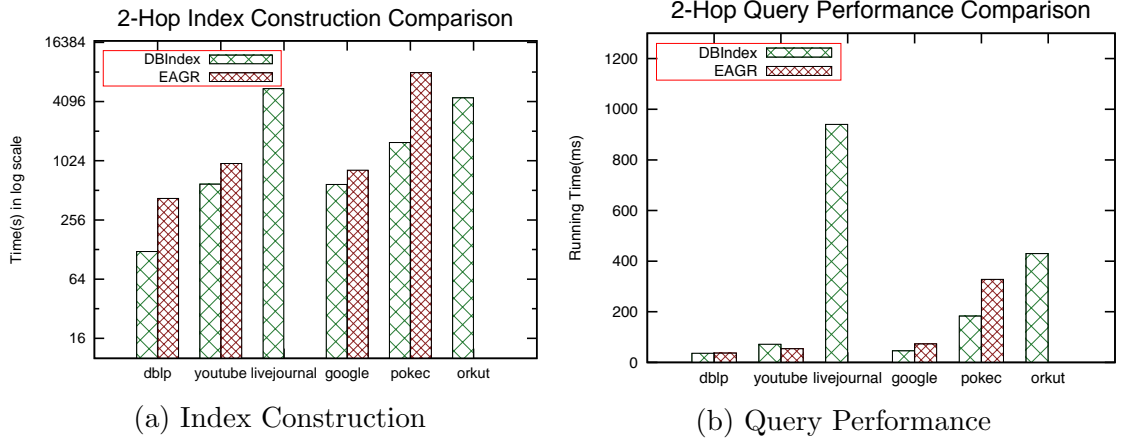 2-Hop Index Construction Comparison
Time(s) in log scale
16384
4096
1024
256
64
16
DBIndex
EAGR
dblp youtube livejournal google pokec orkut
(a) Index Construction
2-Hop Query Performance Comparison
Running Time(ms)
1200
1000
800
600
400
200
0
DBIndex
EAGR
dblp youtube livejournal google pokec orkut
(b) Query Performance